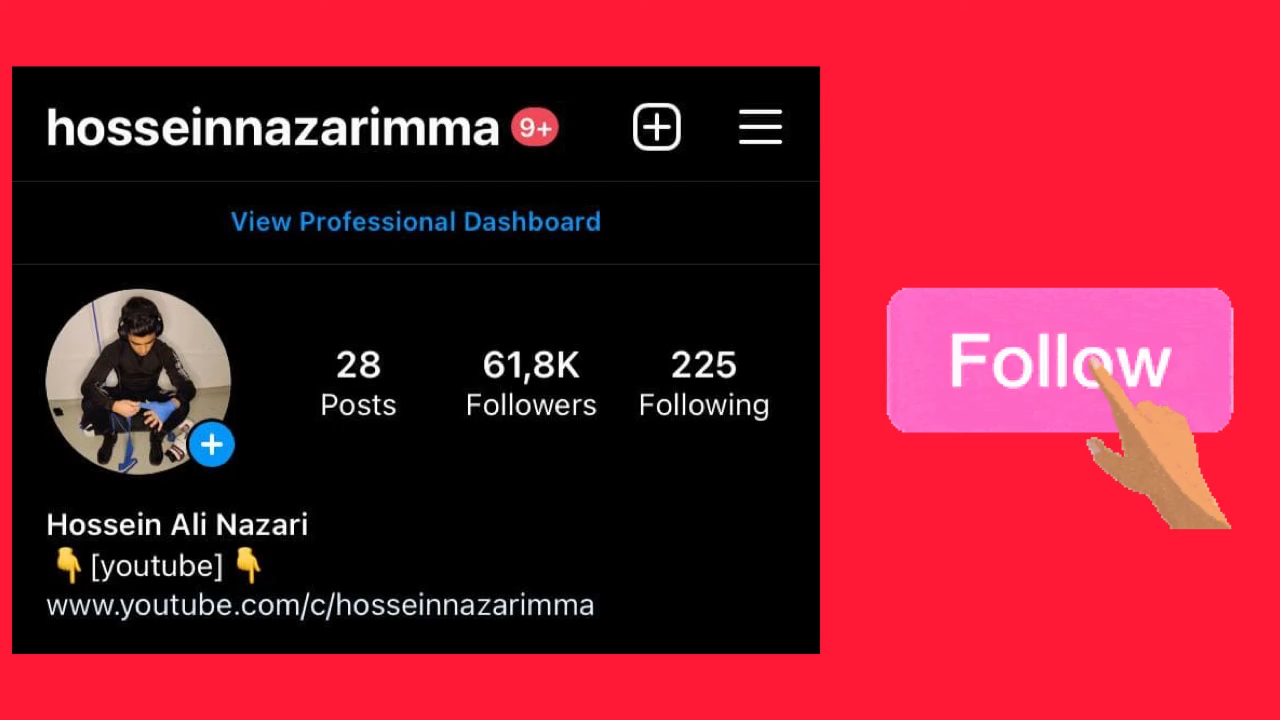 hosseinnazarimma 9+
View Professional Dashboard
28 61,8K 225
Posts Followers Following
Hossein Ali Nazari
👇 [youtube] 👇
www.youtube.com/c/hosseinnazarimma
Follow